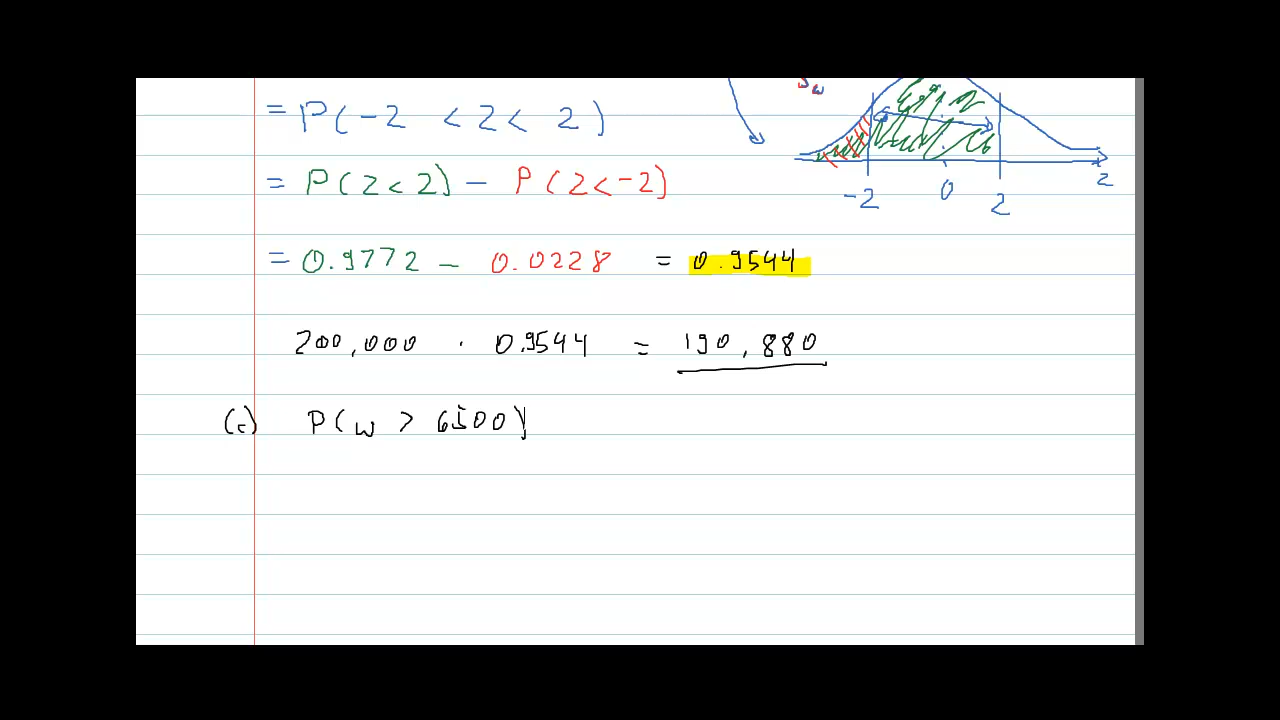 = P(-2 < Z < 2)
= P(Z<2) - P(Z<-2)
-2 0 2 Z
= 0.9772 - 0.0228 = 0.9544
200,000 · 0.9544 = 190,880
(c) P(W > 6500)